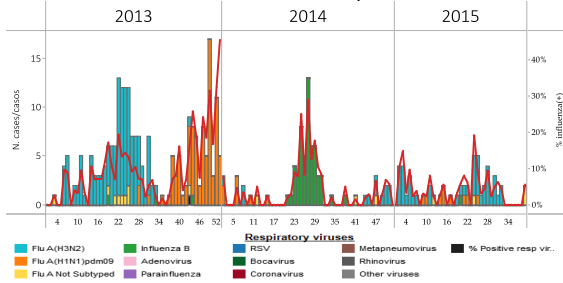 2013 2014 2015
15 40%
30%
10
20%
5
10%
0 0%
N. cases/casos
% influenza(*)
4 10 16 22 28 34 40 46 52 5 11 17 23 29 35 41 47 4 10 16 22 28 34
Respiratory viruses
Flu A(H3N2) Influenza B RSV Metapneumovirus % Positive resp vir..
Flu A(H1N1)pdm09 Adenovirus Bocavirus Rhinovirus
Flu A Not Subtyped Parainfluenza Coronavirus Other viruses